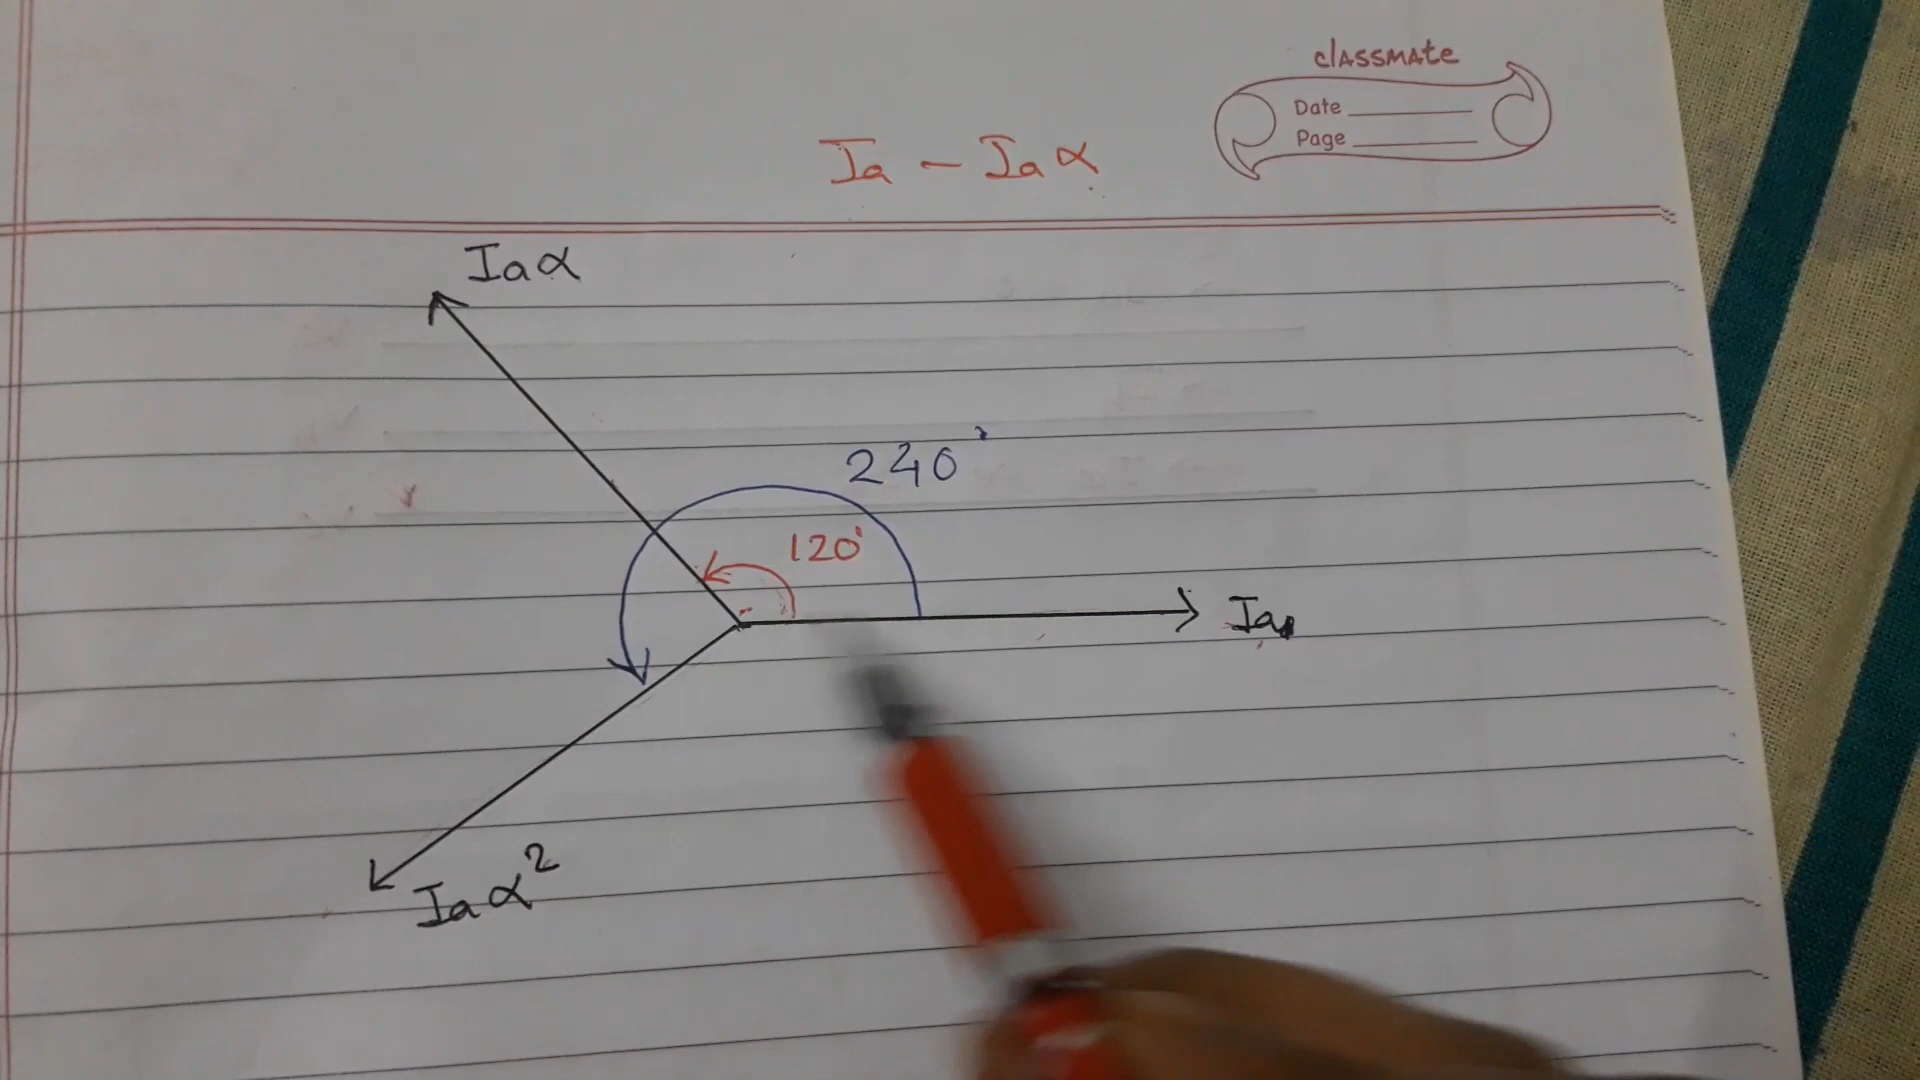 classmate
Date
Page
Ia - Iaα
Iaα
240°
120°
Ia
Iaα²